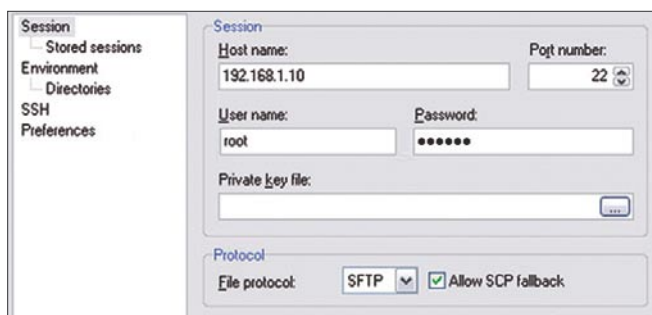 Session
Stored sessions
Environment
Directories
SSH
Preferences
Session
Host name:
Port number:
192.168.1.10
22
User name:
Password:
root
●●●●●●
Private key file:
...
Protocol
File protocol:
SFTP
Allow SCP fallback